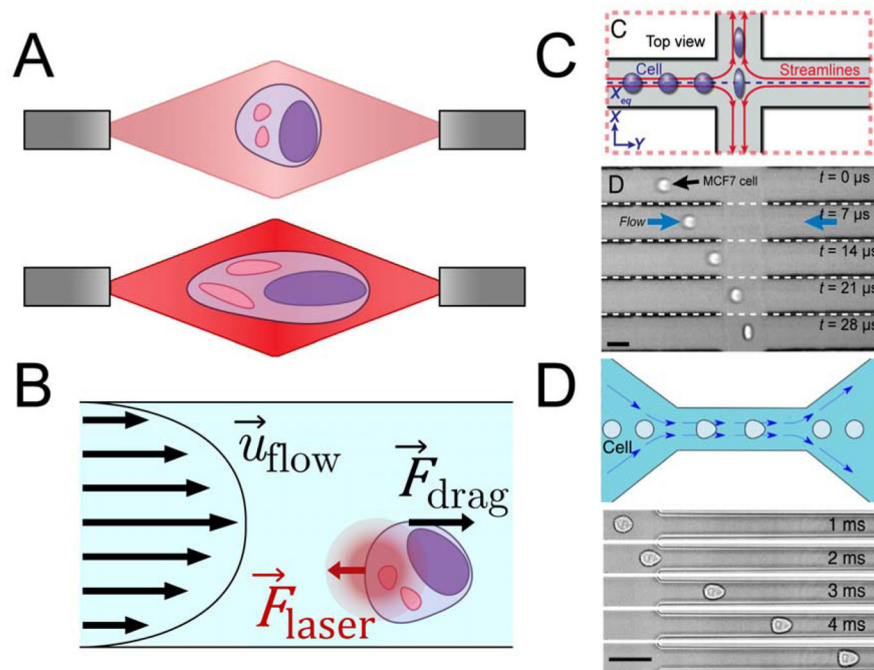 A
B
u flow
F drag
F laser
C
C
Top view
Cell
Streamlines
Xeq
X
Y
D
MCF7 cell
t = 0 µs
Flow
t = 7 µs
t = 14 µs
t = 21 µs
t = 28 µs
D
Cell
1 ms
2 ms
3 ms
4 ms